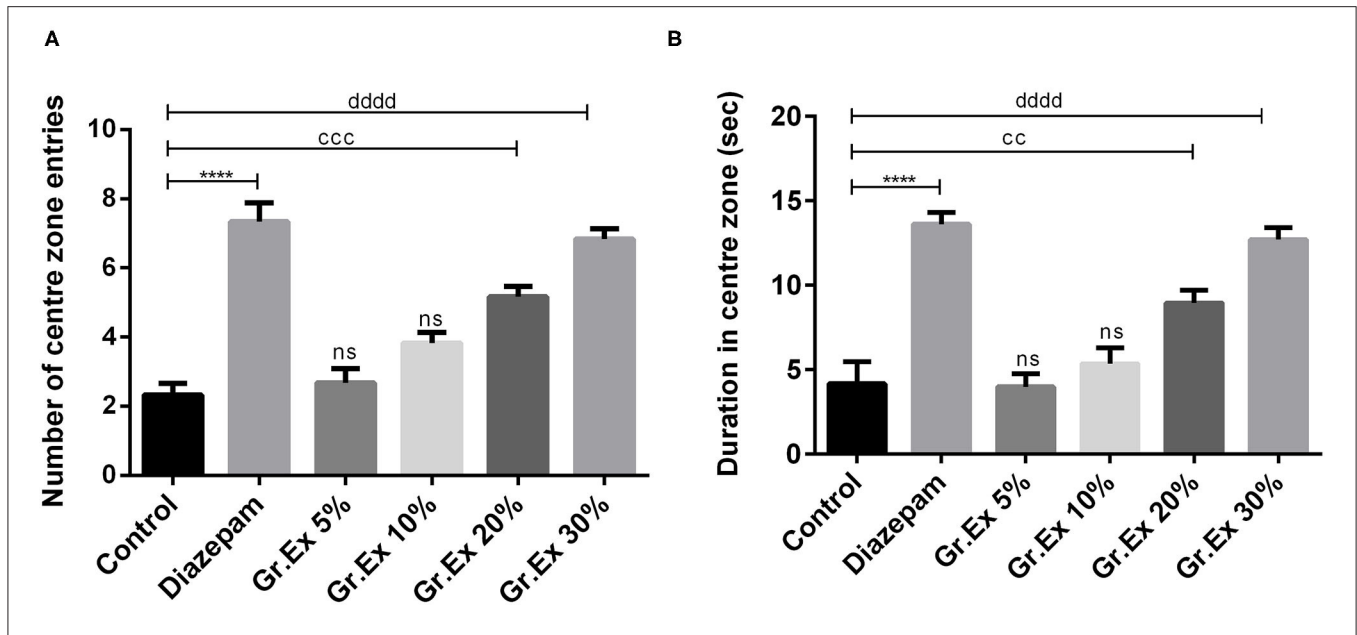 A
Number of centre zone entries
10
8
6
4
2
0
dddd
ccc
****
ns
ns
Control
Diazepam
Gr.Ex 5%
Gr.Ex 10%
Gr.Ex 20%
Gr.Ex 30%
B
Duration in centre zone (sec)
20
15
10
5
0
dddd
cc
****
ns
ns
Control
Diazepam
Gr.Ex 5%
Gr.Ex 10%
Gr.Ex 20%
Gr.Ex 30%